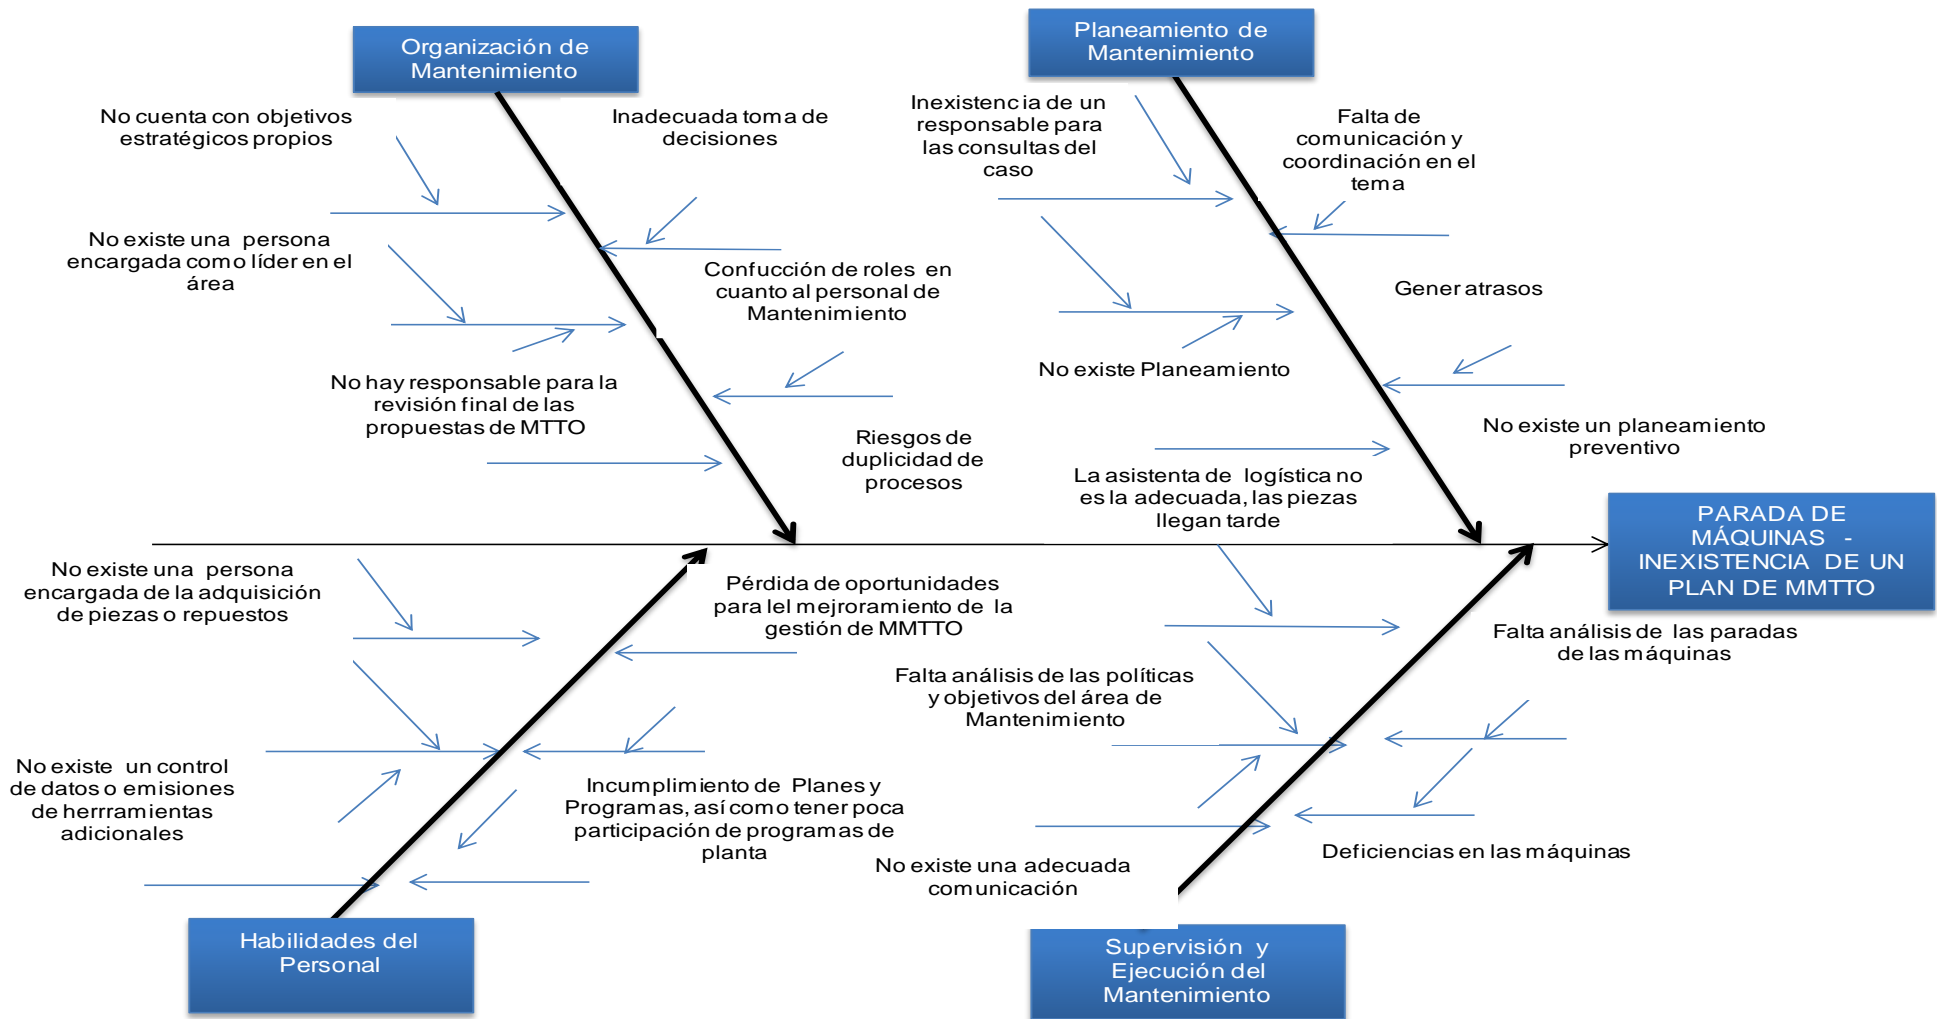 Organización de
Mantenimiento
Planeamiento de
Mantenimiento
No cuenta con objetivos
estratégicos propios
Inadecuada toma de
decisiones
Inexistencia de un
responsable para
las consultas del
caso
Falta de
comunicación y
coordinación en el
tema
No existe una persona
encargada como líder en el
área
Confucción de roles en
cuanto al personal de
Mantenimiento
Gener atrasos
No hay responsable para la
revisión final de las
propuestas de MTTO
No existe Planeamiento
Riesgos de
duplicidad de
procesos
La asistenta de logística no
es la adecuada, las piezas
llegan tarde
No existe un planeamiento
preventivo
PARADA DE
MÁQUINAS -
INEXISTENCIA DE UN
PLAN DE MMTTO
No existe una persona
encargada de la adquisición
de piezas o repuestos
Pérdida de oportunidades
para lel mejroramiento de la
gestión de MMTTO
Falta análisis de las políticas
y objetivos del área de
Mantenimiento
Falta análisis de las paradas
de las máquinas
No existe un control
de datos o emisiones
de herrramientas
adicionales
Incumplimiento de Planes y
Programas, así como tener poca
participación de programas de
planta
No existe una adecuada
comunicación
Deficiencias en las máquinas
Habilidades del
Personal
Supervisión y
Ejecución del
Mantenimiento